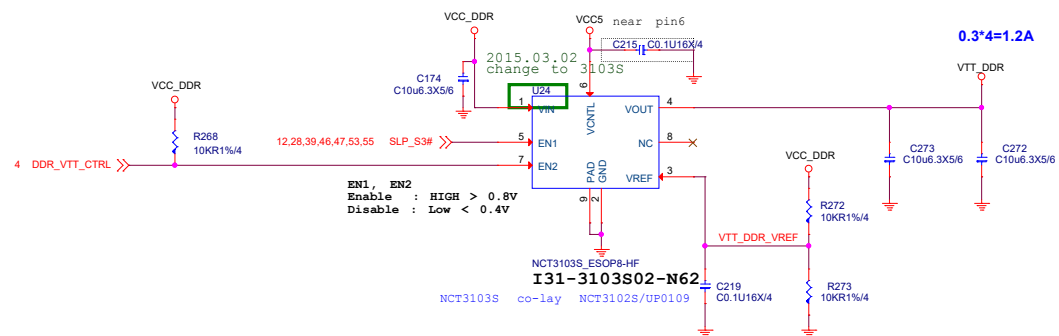 VCC_DDR
VCC5
near pin6
C215
C0.1U16X/4
0.3*4=1.2A
2015.03.02
change to 3103S
VTT_DDR
C174
C10u6.3X5/6
VCC_DDR
6
U24
1
VIN
VCNTL
VOUT
4
R268
10KR1%/4
12,28,39,46,47,53,55
SLP_S3#
5
EN1
NC
8
C273
C10u6.3X5/6
C272
C10u6.3X5/6
4
DDR_VTT_CTRL
7
EN2
VCC_DDR
PAD
GND
VREF
3
EN1, EN2
Enable : HIGH > 0.8V
Disable : Low < 0.4V
9
2
R272
10KR1%/4
VTT_DDR_VREF
NCT3103S_ESOP8-HF
I31-3103S02-N62
NCT3103S co-lay NCT3102S/UP0109
C219
C0.1U16X/4
R273
10KR1%/4